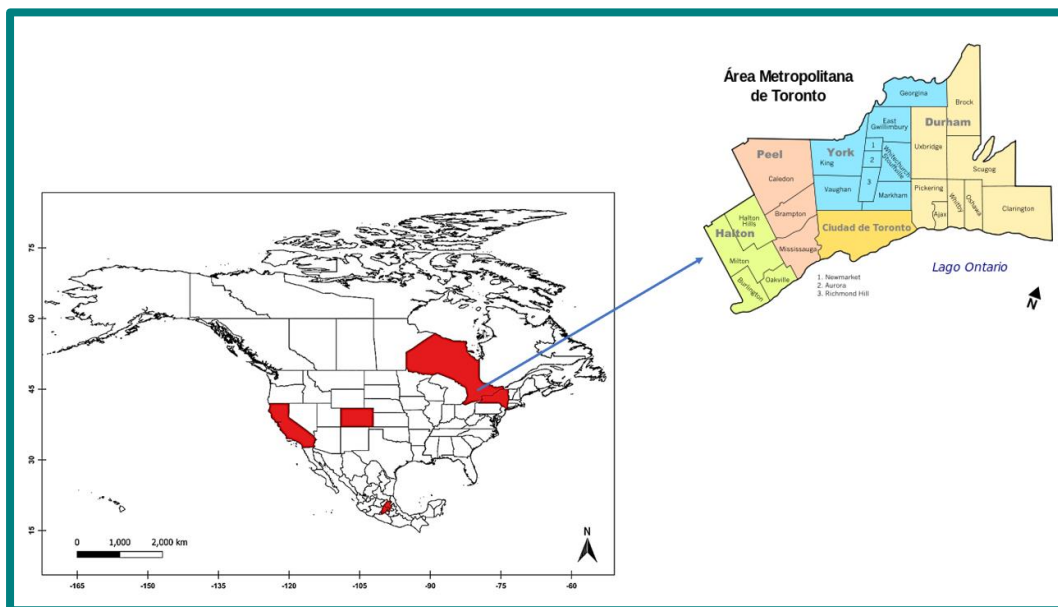 Área Metropolitana
de Toronto
Georgina
Brock
East
Gwillimbury
Durham
Peel
York
1
Uxbridge
King
2
Whitchurch
Stouffville
Scugog
Caledon
3
Vaughan
Markham
Pickering
Whitby
Oshawa
Clarington
Ajax
Brampton
Halton
Hills
Halton
Ciudad de Toronto
Mississauga
Milton
Oakville
Burlington
Lago Ontario
1. Newmarket
2. Aurora
3. Richmond Hill
N
75
60
45
30
15
N
0 1,000 2,000 km
-165 -150 -135 -120 -105 -90 -75 -60